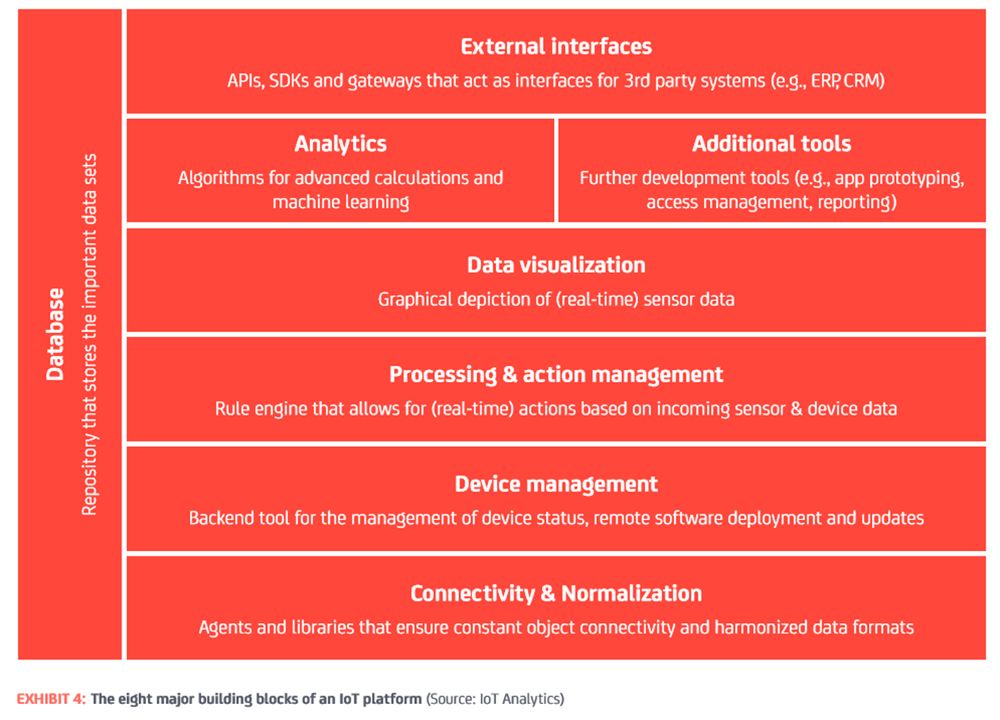 External interfaces
APIs, SDKs and gateways that act as interfaces for 3rd party systems (e.g., ERP, CRM)
Analytics
Algorithms for advanced calculations and
machine learning
Additional tools
Further development tools (e.g., app prototyping,
access management, reporting)
Data visualization
Graphical depiction of (real-time) sensor data
Processing & action management
Rule engine that allows for (real-time) actions based on incoming sensor & device data
Device management
Backend tool for the management of device status, remote software deployment and updates
Connectivity & Normalization
Agents and libraries that ensure constant object connectivity and harmonized data formats
Database
Repository that stores the important data sets
EXHIBIT 4: The eight major building blocks of an IoT platform (Source: IoT Analytics)